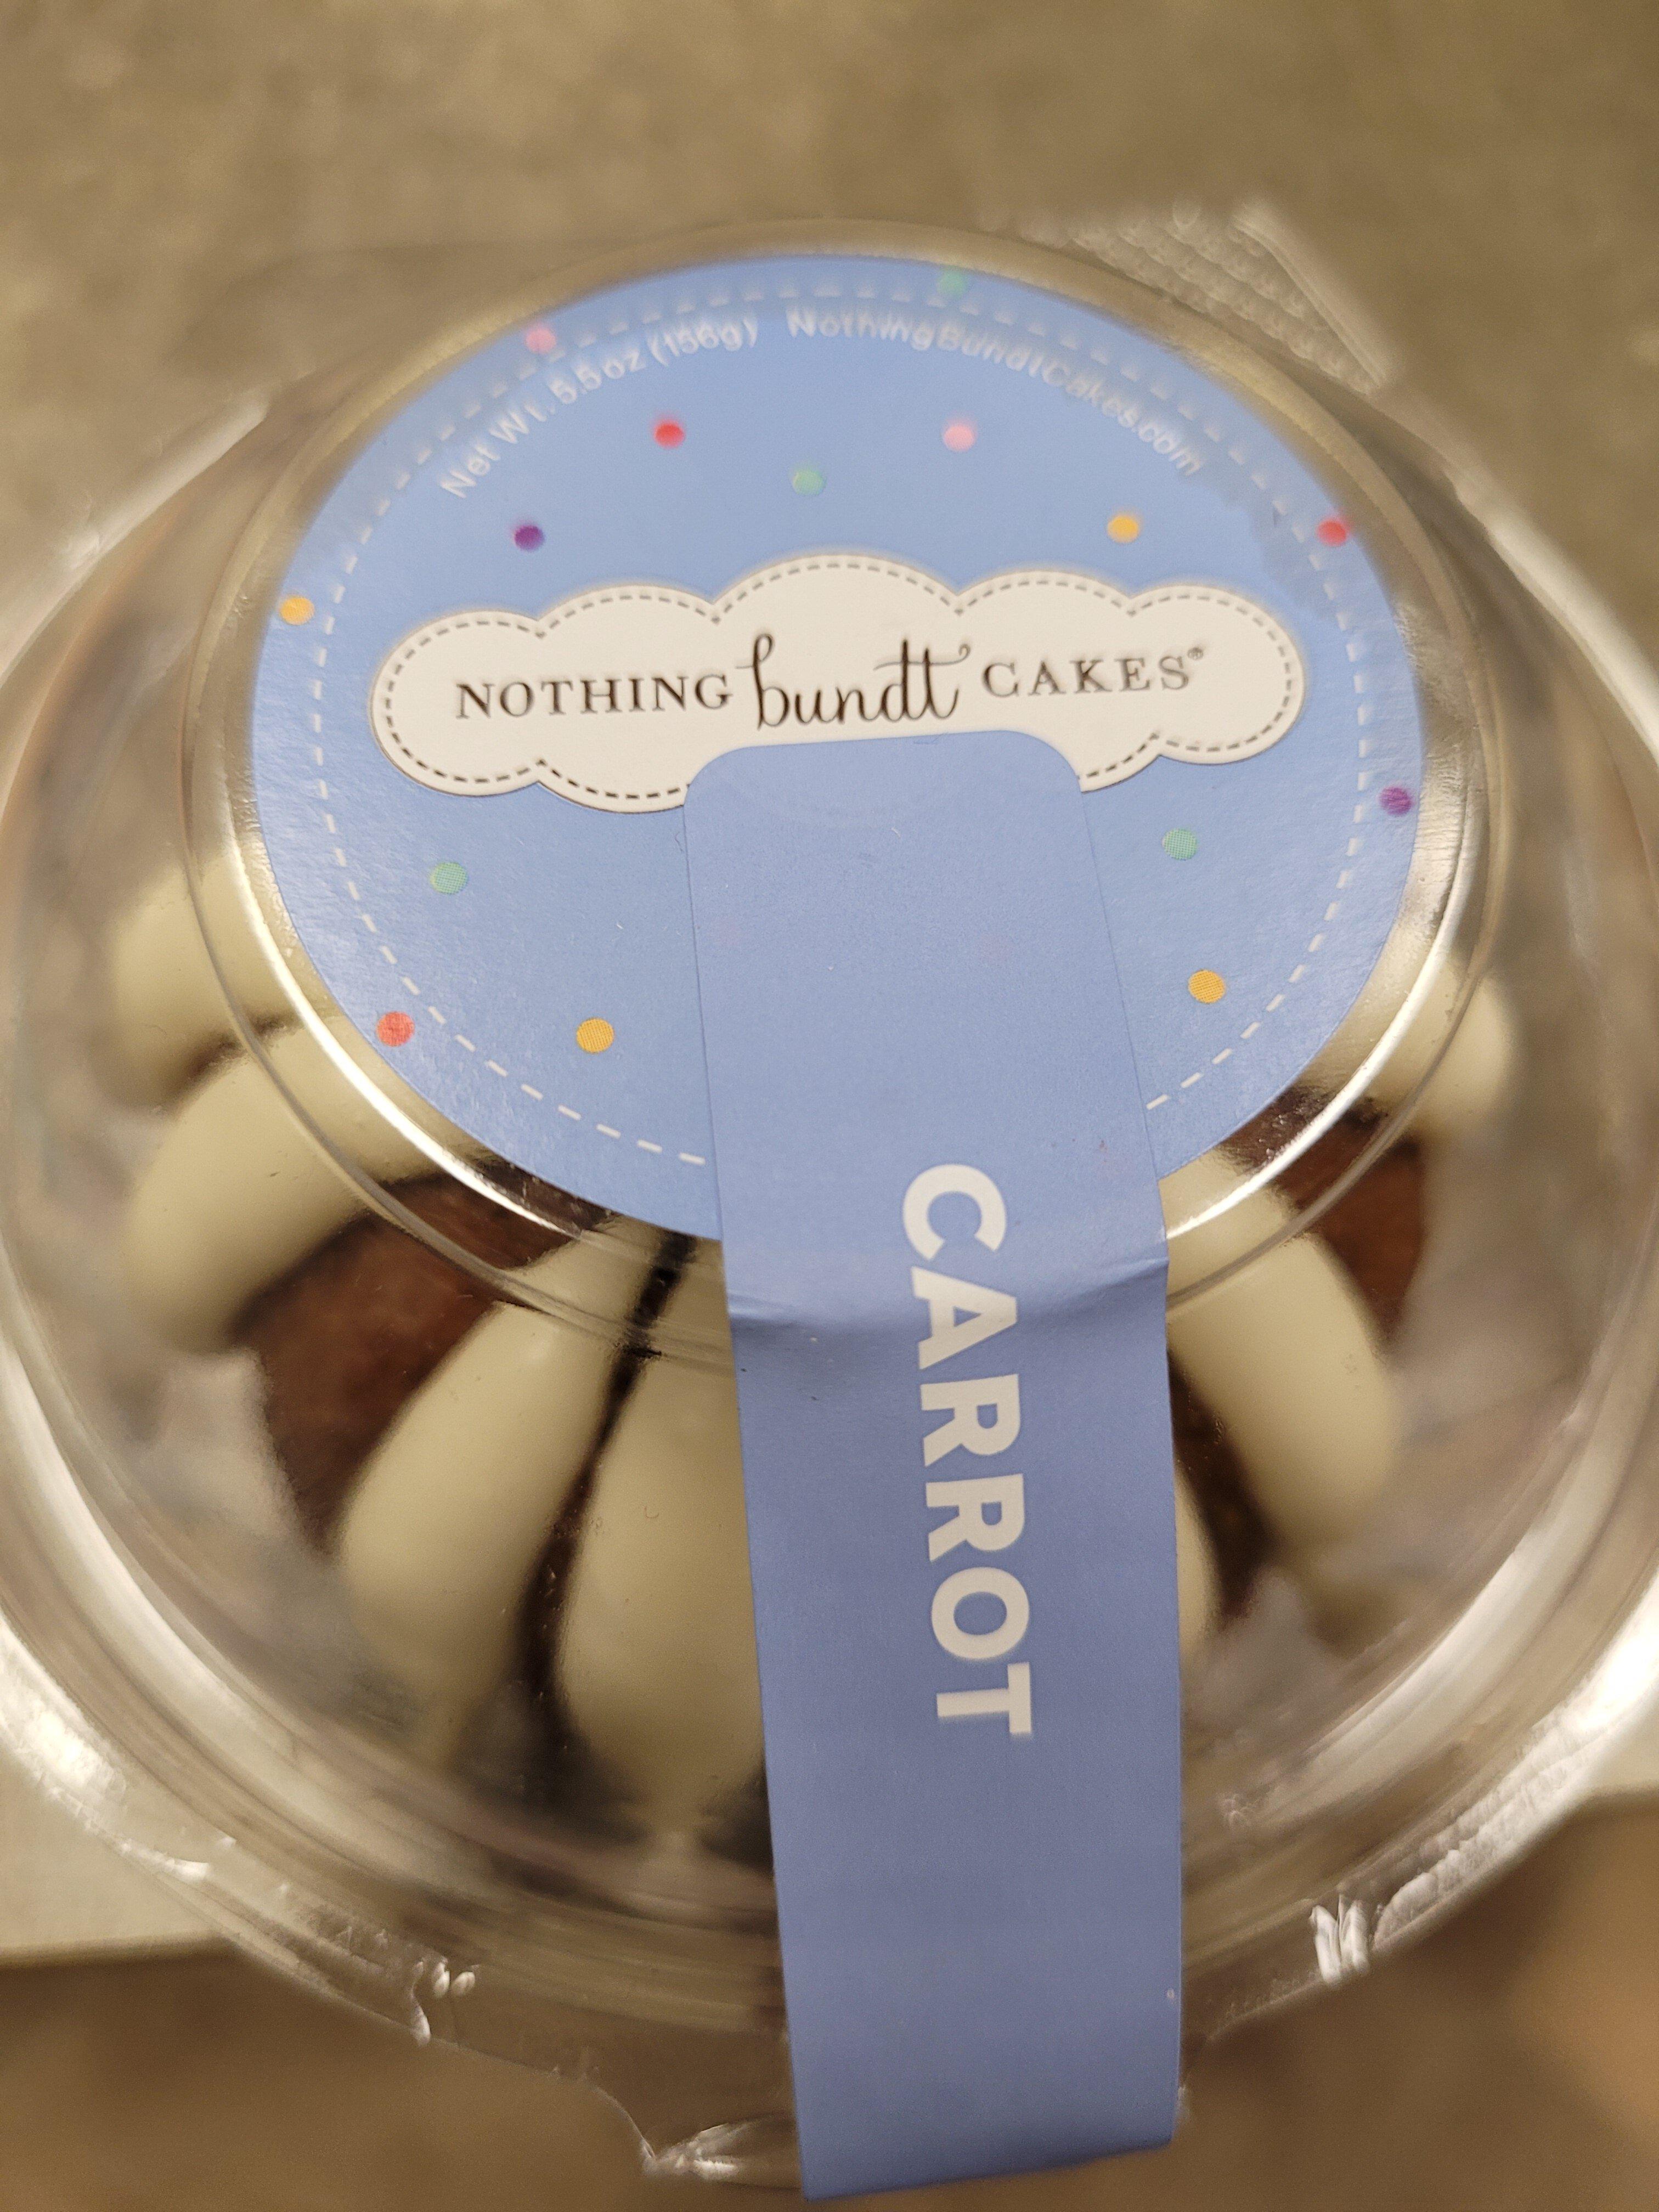 Net Wt. 5.5 oz (156g) NothingBundtCakes.com
NOTHING bundt CAKES®
CARROT